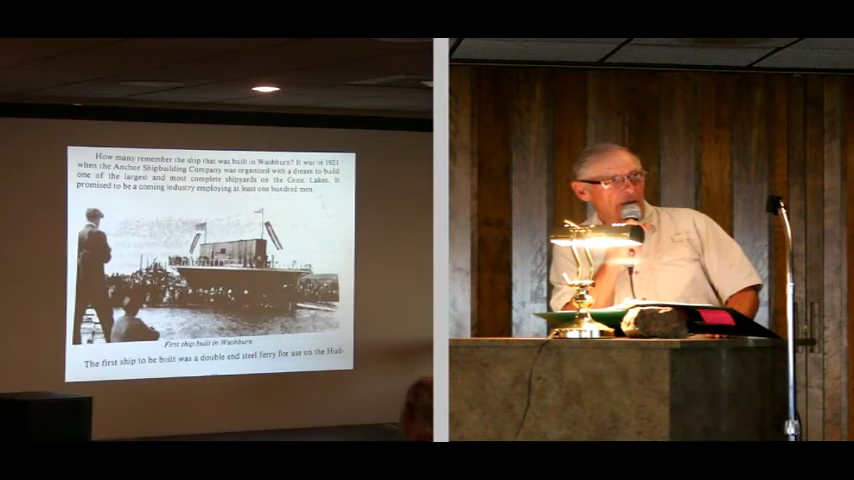 How many remember the ship that was built in Washburn? It was in 1921
when the Anchor Shipbuilding Company was organized with a dream to build
one of the largest and most complete shipyards on the Great Lakes. It
promised to be a coming industry employing at least one hundred men.
First ship built in Washburn
The first ship to be built was a double end steel ferry for use on the Hud-